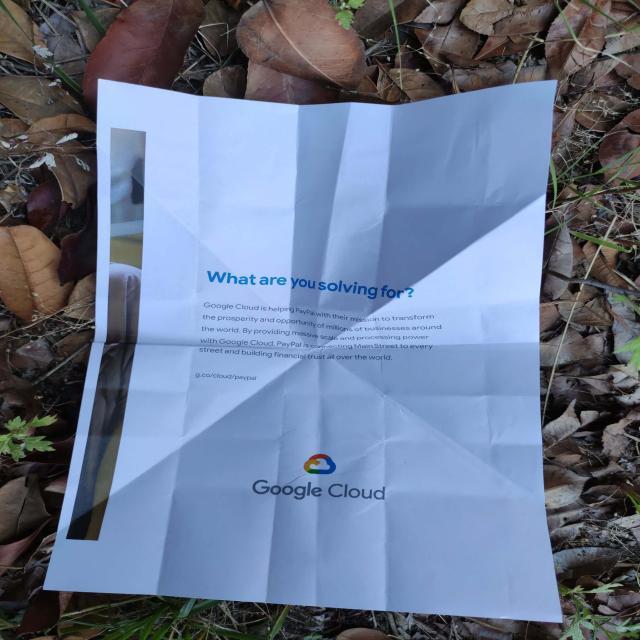 What are you solving for?
Google Cloud is helping PayPal with their mission to transform
the prosperity and opportunity of millions of businesses around
the world. By providing massive scale and processing power
with Google Cloud, PayPal is Main Street to every
street and building financial trust all over the world.
g.co/cloud/paypal
Google Cloud